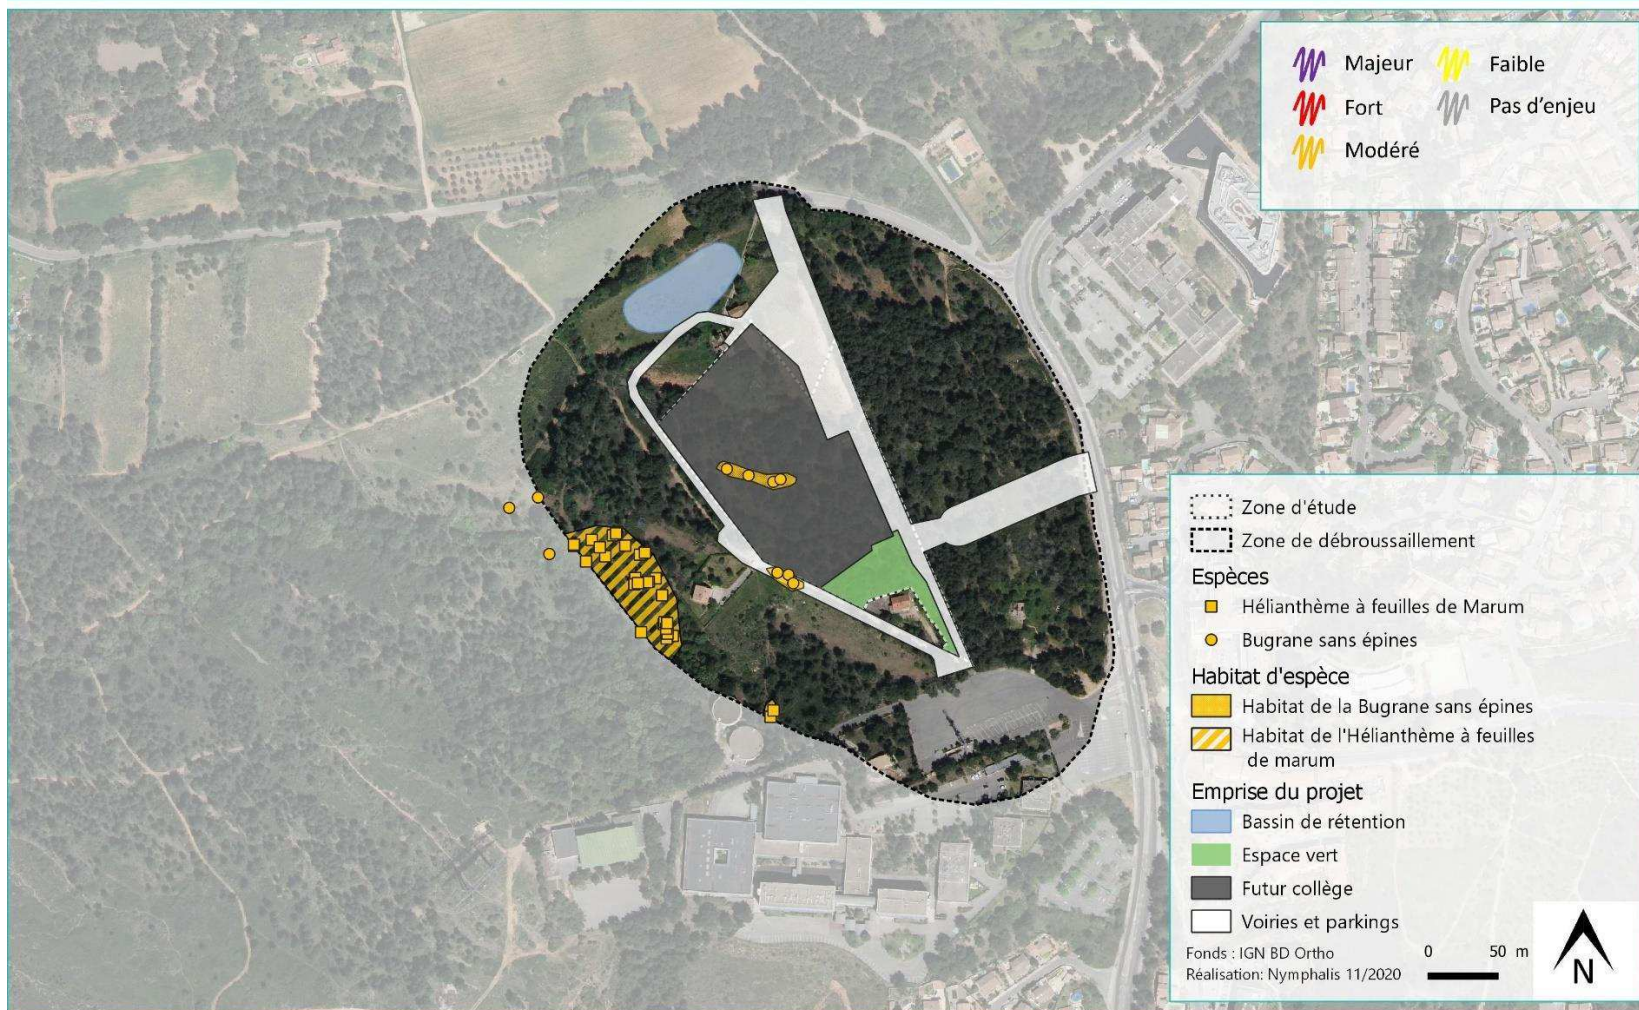 Majeur
Faible
Fort
Pas d'enjeu
Modéré
Zone d'étude
Zone de débroussaillement
Espèces
Hélianthème à feuilles de Marum
Bugrane sans épines
Habitat d'espèce
Habitat de la Bugrane sans épines
Habitat de l'Hélianthème à feuilles
de marum
Emprise du projet
Bassin de rétention
Espace vert
Futur collège
Voiries et parkings
Fonds : IGN BD Ortho
Réalisation: Nymphalis 11/2020
0 50 m
N